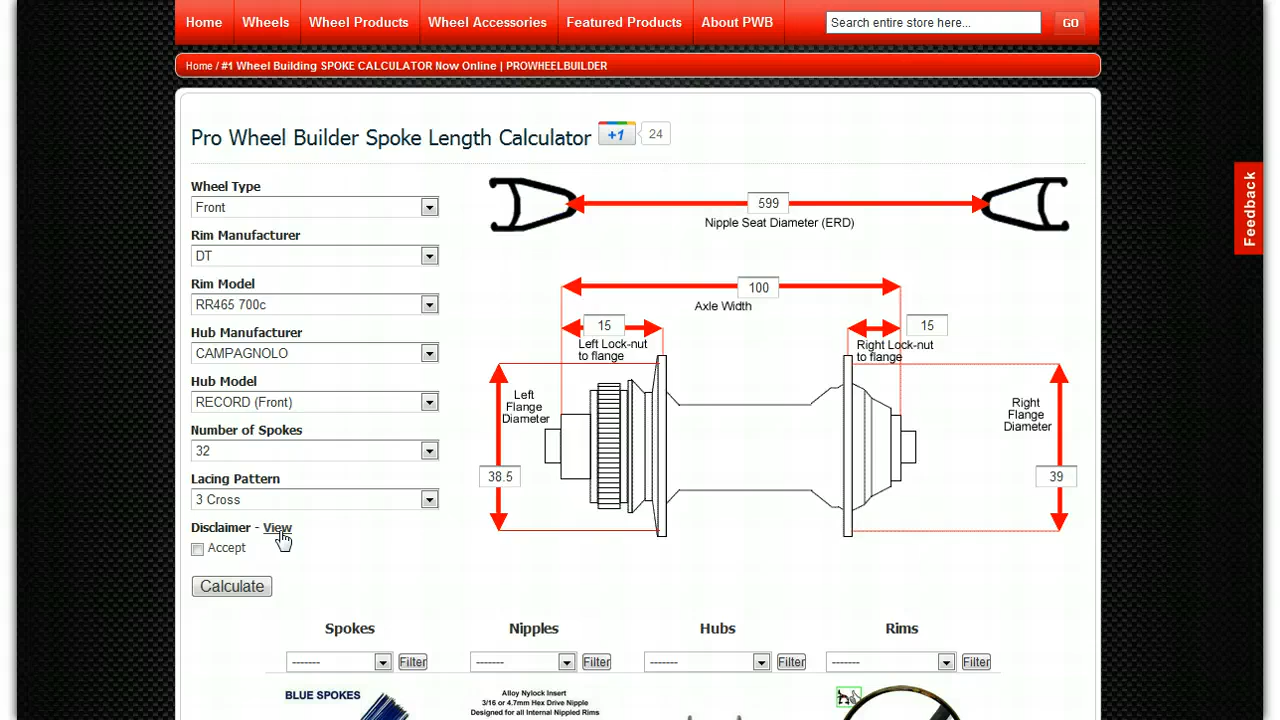 Home Wheels Wheel Products Wheel Accessories Featured Products About PWB Search entire store here... GO
Home / #1 Wheel Building SPOKE CALCULATOR Now Online | PROWHEELBUILDER
Pro Wheel Builder Spoke Length Calculator +1 24
Feedback
Wheel Type
Front
Rim Manufacturer
DT
Rim Model
RR465 700c
Hub Manufacturer
CAMPAGNOLO
Hub Model
RECORD (Front)
Number of Spokes
32
Lacing Pattern
3 Cross
Disclaimer - View
Accept
Calculate
599
Nipple Seat Diameter (ERD)
100
Axle Width
15
Left Lock-nut
to flange
15
Right Lock-nut
to flange
Left
Flange
Diameter
38.5
Right
Flange
Diameter
39
Spokes Nipples Hubs Rims
------- Filter ------- Filter ------- Filter ------- Filter
BLUE SPOKES
Alloy Nylock Insert
3/16 or 4.7mm Hex Drive Nipple
Designed for all Internal Nippled Rims